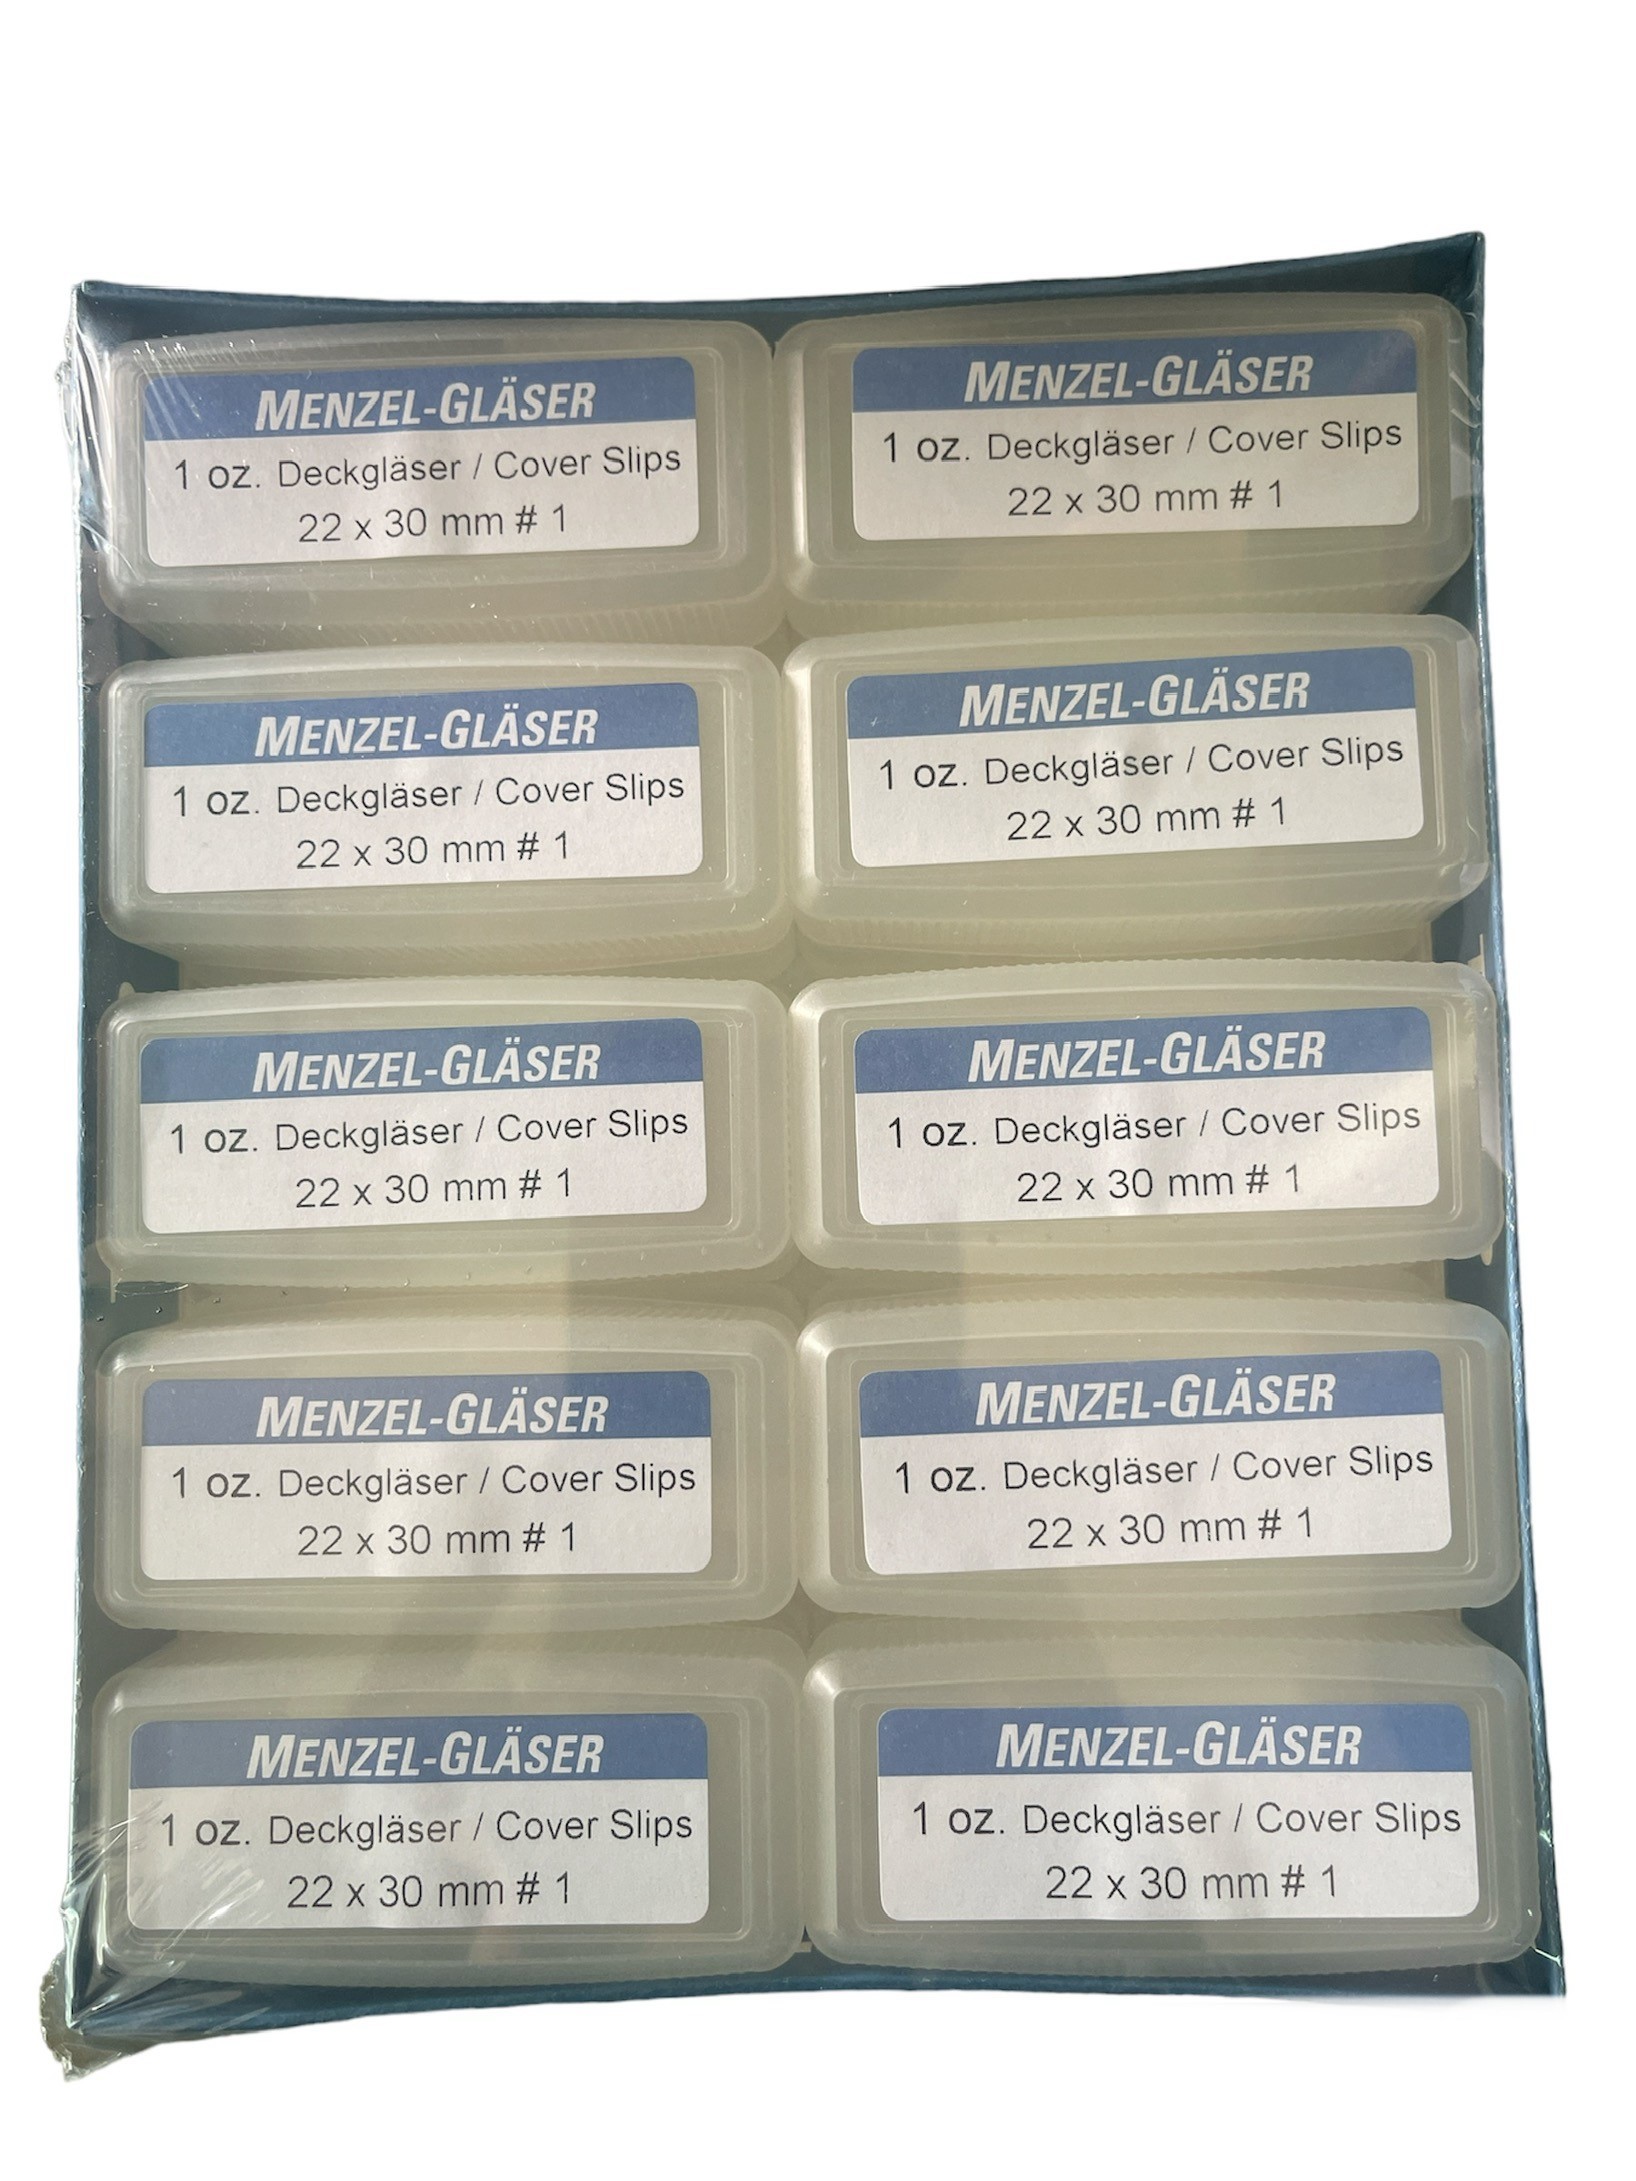 MENZEL-GLÄSER
1 oz. Deckgläser / Cover Slips
22 x 30 mm # 1
MENZEL-GLÄSER
1 oz. Deckgläser / Cover Slips
22 x 30 mm # 1
MENZEL-GLÄSER
1 oz. Deckgläser / Cover Slips
22 x 30 mm # 1
MENZEL-GLÄSER
1 oz. Deckgläser / Cover Slips
22 x 30 mm # 1
MENZEL-GLÄSER
1 oz. Deckgläser / Cover Slips
22 x 30 mm # 1
MENZEL-GLÄSER
1 oz. Deckgläser / Cover Slips
22 x 30 mm # 1
MENZEL-GLÄSER
1 oz. Deckgläser / Cover Slips
22 x 30 mm # 1
MENZEL-GLÄSER
1 oz. Deckgläser / Cover Slips
22 x 30 mm # 1
MENZEL-GLÄSER
1 oz. Deckgläser / Cover Slips
22 x 30 mm # 1
MENZEL-GLÄSER
1 oz. Deckgläser / Cover Slips
22 x 30 mm # 1